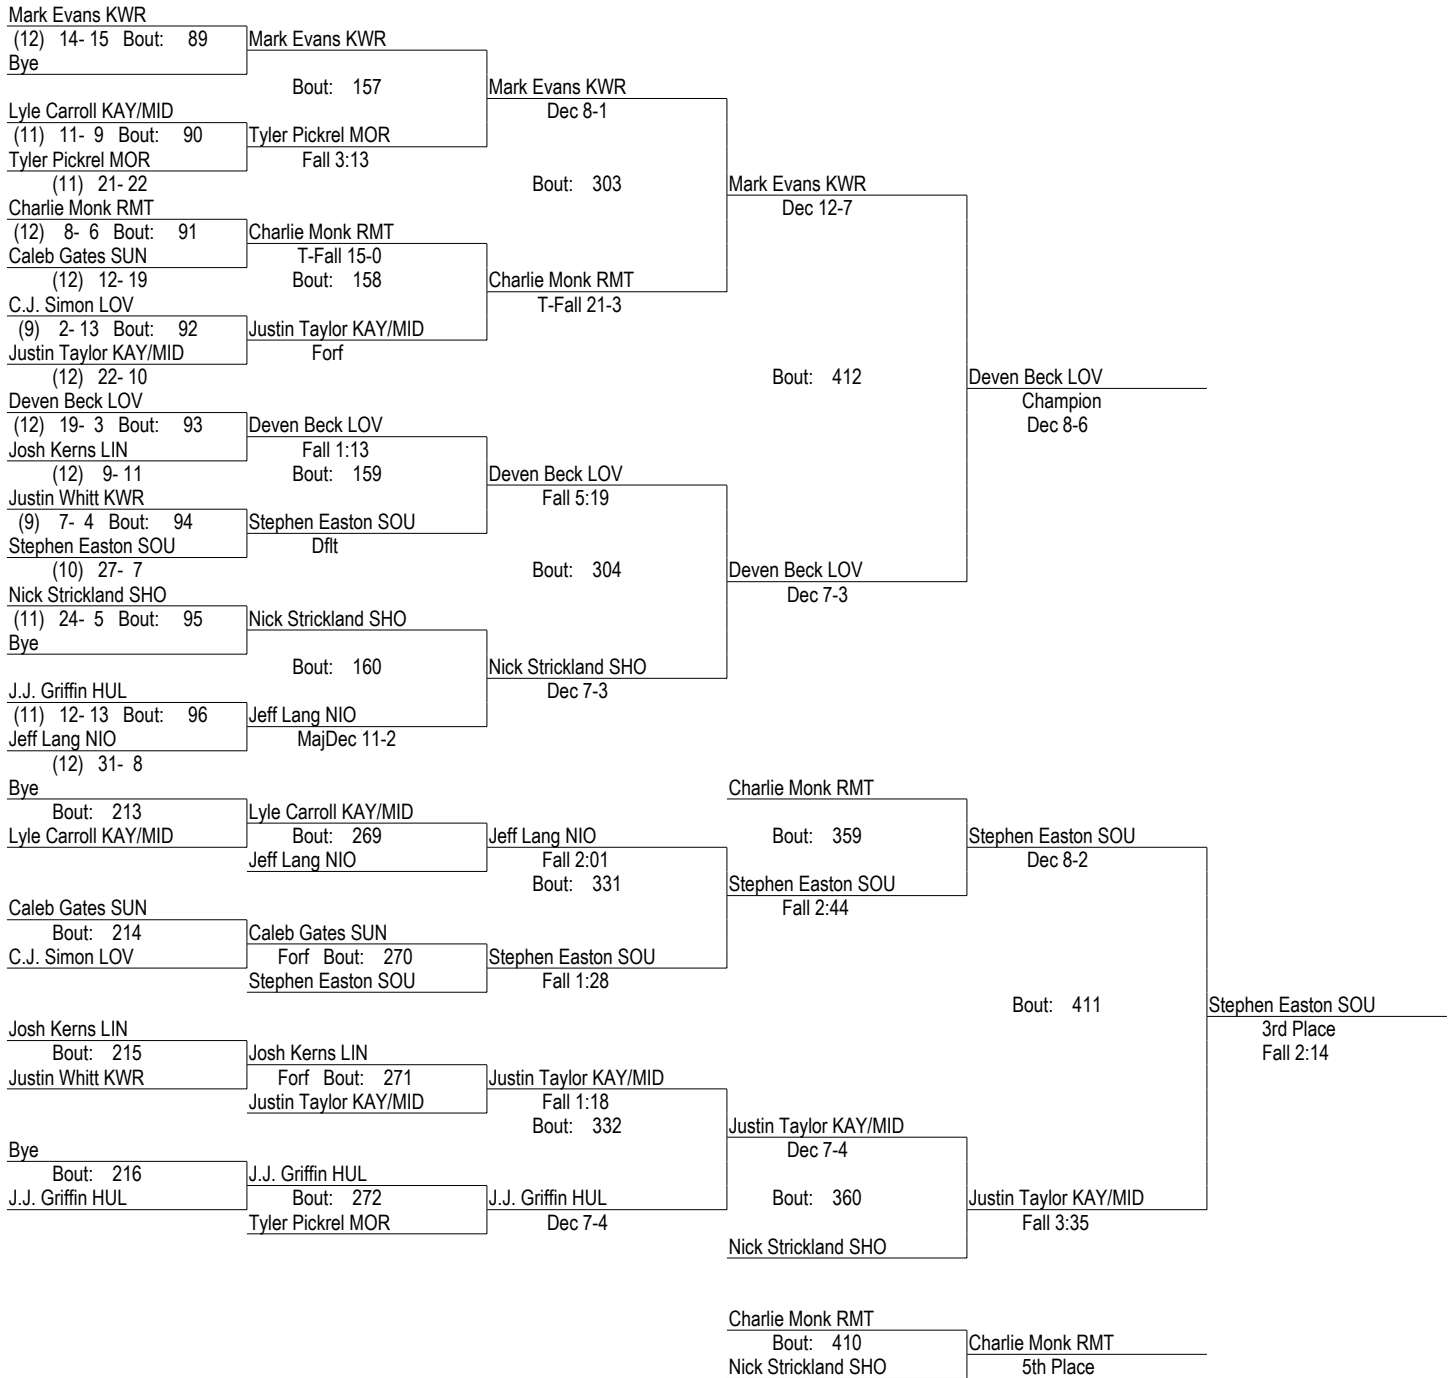 Mark Evans KWR
(12) 14- 15 Bout: 89 Mark Evans KWR
Bye
Bout: 157 Mark Evans KWR
Lyle Carroll KAY/MID Dec 8-1
(11) 11- 9 Bout: 90 Tyler Pickrel MOR
Tyler Pickrel MOR Fall 3:13
(11) 21- 22 Bout: 303 Mark Evans KWR
Charlie Monk RMT Dec 12-7
(12) 8- 6 Bout: 91 Charlie Monk RMT
Caleb Gates SUN T-Fall 15-0
(12) 12- 19 Bout: 158 Charlie Monk RMT
C.J. Simon LOV T-Fall 21-3
(9) 2- 13 Bout: 92 Justin Taylor KAY/MID
Justin Taylor KAY/MID Forf
(12) 22- 10 Bout: 412 Deven Beck LOV
Deven Beck LOV Champion
(12) 19- 3 Bout: 93 Deven Beck LOV Dec 8-6
Josh Kerns LIN Fall 1:13
(12) 9- 11 Bout: 159 Deven Beck LOV
Justin Whitt KWR Fall 5:19
(9) 7- 4 Bout: 94 Stephen Easton SOU
Stephen Easton SOU Dflt
(10) 27- 7 Bout: 304 Deven Beck LOV
Nick Strickland SHO Dec 7-3
(11) 24- 5 Bout: 95 Nick Strickland SHO
Bye
Bout: 160 Nick Strickland SHO
J.J. Griffin HUL Dec 7-3
(11) 12- 13 Bout: 96 Jeff Lang NIO
Jeff Lang NIO MajDec 11-2
(12) 31- 8
Bye Charlie Monk RMT
Bout: 213 Lyle Carroll KAY/MID
Lyle Carroll KAY/MID Bout: 269 Jeff Lang NIO Bout: 359 Stephen Easton SOU
Jeff Lang NIO Fall 2:01 Dec 8-2
Bout: 331 Stephen Easton SOU
Caleb Gates SUN Fall 2:44
Bout: 214 Caleb Gates SUN
C.J. Simon LOV Forf Bout: 270 Stephen Easton SOU
Stephen Easton SOU Fall 1:28
Bout: 411 Stephen Easton SOU
Josh Kerns LIN 3rd Place
Bout: 215 Josh Kerns LIN Fall 2:14
Justin Whitt KWR Forf Bout: 271 Justin Taylor KAY/MID
Justin Taylor KAY/MID Fall 1:18
Bout: 332 Justin Taylor KAY/MID
Bye Dec 7-4
Bout: 216 J.J. Griffin HUL
J.J. Griffin HUL Bout: 272 J.J. Griffin HUL Bout: 360 Justin Taylor KAY/MID
Tyler Pickrel MOR Dec 7-4 Fall 3:35
Nick Strickland SHO
Charlie Monk RMT
Bout: 410 Charlie Monk RMT
Nick Strickland SHO 5th Place